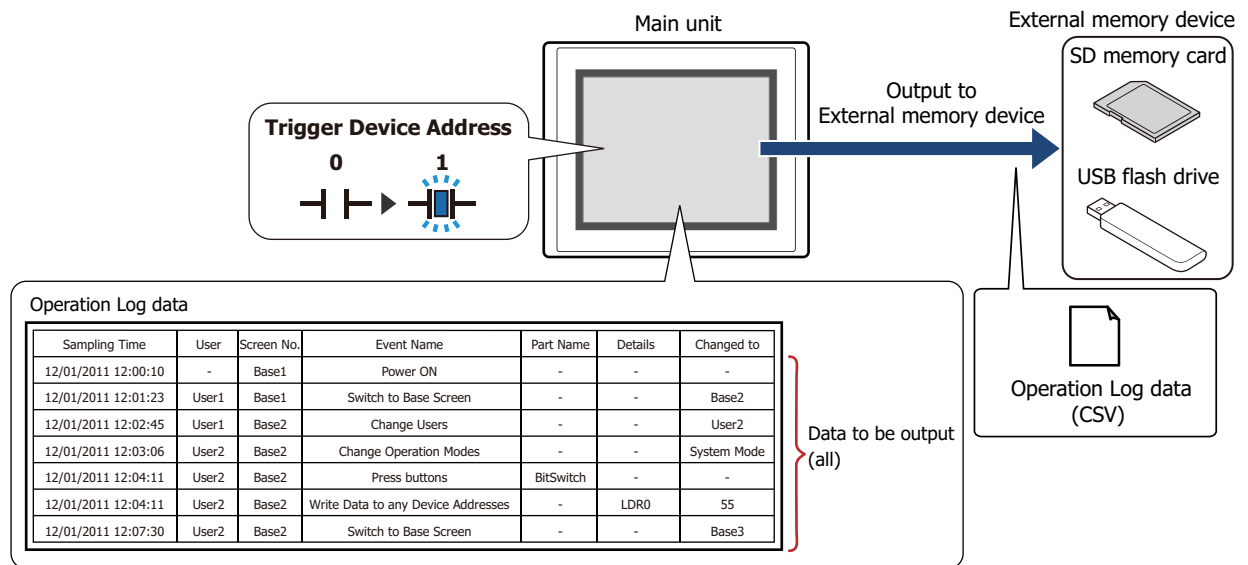 Main unit
External memory device
SD memory card
USB flash drive
Output to
External memory device
Trigger Device Address
0 1
Operation Log data
(CSV)
Operation Log data
Sampling Time User Screen No. Event Name Part Name Details Changed to
12/01/2011 12:00:10 - Base1 Power ON - - -
12/01/2011 12:01:23 User1 Base1 Switch to Base Screen - - Base2
12/01/2011 12:02:45 User1 Base2 Change Users - - User2
12/01/2011 12:03:06 User2 Base2 Change Operation Modes - - System Mode
12/01/2011 12:04:11 User2 Base2 Press buttons BitSwitch - -
12/01/2011 12:04:11 User2 Base2 Write Data to any Device Addresses - LDR0 55
12/01/2011 12:07:30 User2 Base2 Switch to Base Screen - - Base3
Data to be output
(all)